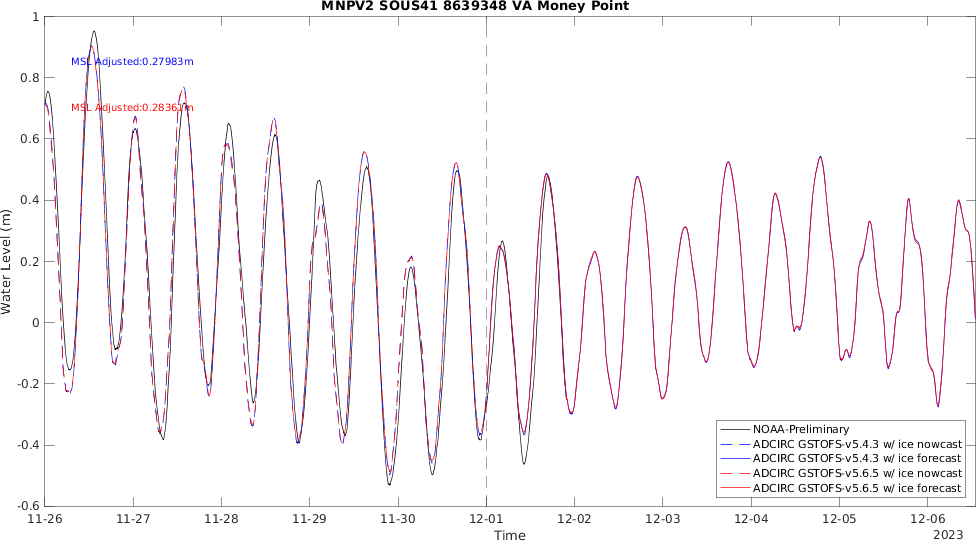 MNPV2 SOUS41 8639348 VA Money Point
1
0.8
0.6
0.4
0.2
0
-0.2
-0.4
-0.6
Water Level (m)
MSL Adjusted:0.27983m
MSL Adjusted:0.28361m
NOAA-Preliminary
ADCIRC GSTOFS-v5.4.3 w/ ice nowcast
ADCIRC GSTOFS-v5.4.3 w/ ice forecast
ADCIRC GSTOFS-v5.6.5 w/ ice nowcast
ADCIRC GSTOFS-v5.6.5 w/ ice forecast
11-26 11-27 11-28 11-29 11-30 12-01 12-02 12-03 12-04 12-05 12-06
Time
2023